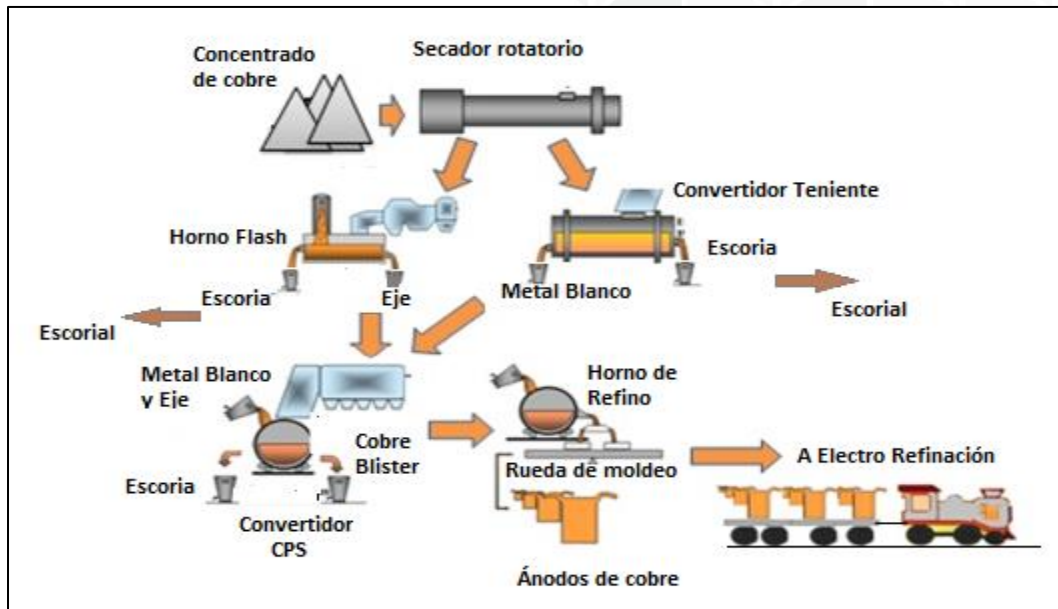 Concentrado
de cobre
Secador rotatorio
Convertidor Teniente
Horno Flash
Escoria
Escoria
Eje
Metal Blanco
Escorial
Escorial
Metal Blanco
y Eje
Horno de
Refino
Cobre
Blister
Rueda de moldeo
A Electro Refinación
Escoria
Convertidor
CPS
Ánodos de cobre